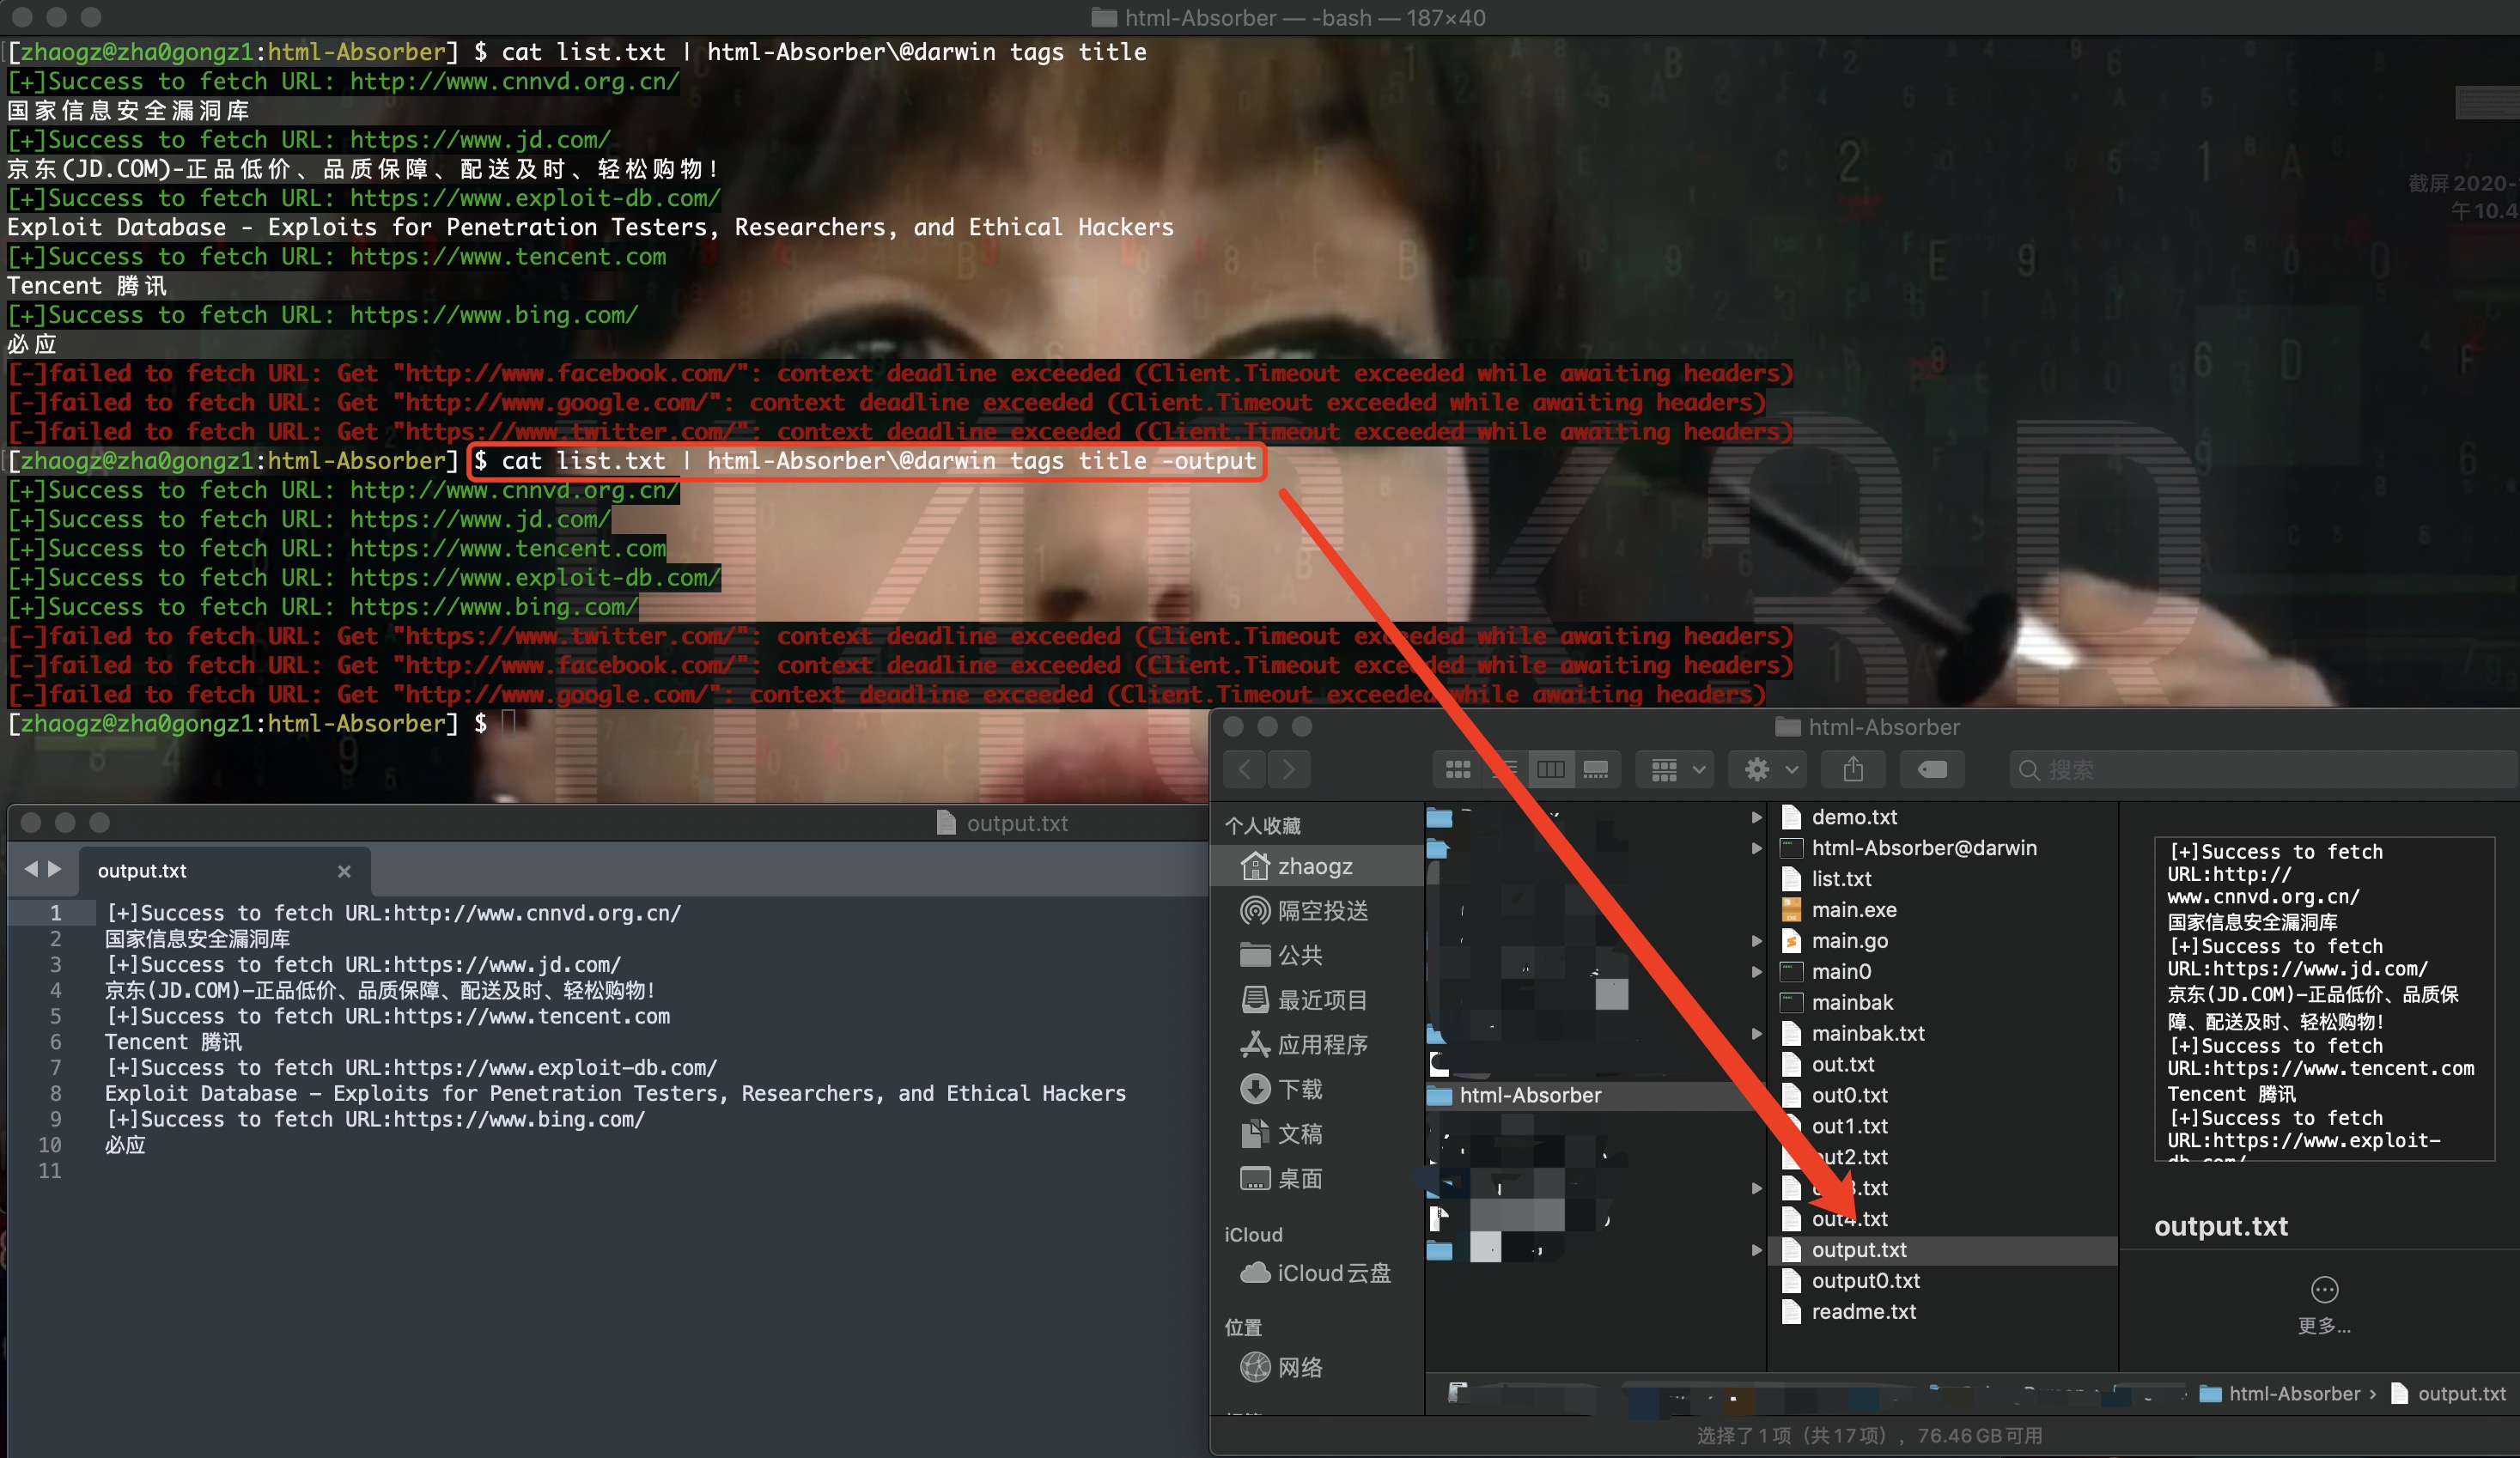 html-Absorber — -bash — 187×40
[zhaogz@zha0gongz1:html-Absorber] $ cat list.txt | html-Absorber\@darwin tags title
[+]Success to fetch URL: http://www.cnnvd.org.cn/
国家信息安全漏洞库
[+]Success to fetch URL: https://www.jd.com/
京东(JD.COM)-正品低价、品质保障、配送及时、轻松购物！
[+]Success to fetch URL: https://www.exploit-db.com/
Exploit Database - Exploits for Penetration Testers, Researchers, and Ethical Hackers
[+]Success to fetch URL: https://www.tencent.com
Tencent 腾讯
[+]Success to fetch URL: https://www.bing.com/
必应
[-]failed to fetch URL: Get "http://www.facebook.com/": context deadline exceeded (Client.Timeout exceeded while awaiting headers)
[-]failed to fetch URL: Get "http://www.google.com/": context deadline exceeded (Client.Timeout exceeded while awaiting headers)
[-]failed to fetch URL: Get "https://www.twitter.com/": context deadline exceeded (Client.Timeout exceeded while awaiting headers)
[zhaogz@zha0gongz1:html-Absorber] $ cat list.txt | html-Absorber\@darwin tags title -output
[+]Success to fetch URL: http://www.cnnvd.org.cn/
[+]Success to fetch URL: https://www.jd.com/
[+]Success to fetch URL: https://www.tencent.com
[+]Success to fetch URL: https://www.exploit-db.com/
[+]Success to fetch URL: https://www.bing.com/
[-]failed to fetch URL: Get "https://www.twitter.com/": context deadline exceeded (Client.Timeout exceeded while awaiting headers)
[-]failed to fetch URL: Get "http://www.facebook.com/": context deadline exceeded (Client.Timeout exceeded while awaiting headers)
[-]failed to fetch URL: Get "http://www.google.com/": context deadline exceeded (Client.Timeout exceeded while awaiting headers)
[zhaogz@zha0gongz1:html-Absorber] $
截屏 2020-
午10.4
output.txt
output.txt
1 [+]Success to fetch URL:http://www.cnnvd.org.cn/
2 国家信息安全漏洞库
3 [+]Success to fetch URL:https://www.jd.com/
4 京东(JD.COM)-正品低价、品质保障、配送及时、轻松购物！
5 [+]Success to fetch URL:https://www.tencent.com
6 Tencent 腾讯
7 [+]Success to fetch URL:https://www.exploit-db.com/
8 Exploit Database - Exploits for Penetration Testers, Researchers, and Ethical Hackers
9 [+]Success to fetch URL:https://www.bing.com/
10 必应
11
html-Absorber
搜索
个人收藏
zhaogz
隔空投送
公共
最近项目
应用程序
下载
文稿
桌面
iCloud
iCloud云盘
位置
网络
html-Absorber
demo.txt
html-Absorber@darwin
list.txt
main.exe
main.go
main0
mainbak
mainbak.txt
out.txt
out0.txt
out1.txt
out2.txt
out3.txt
out4.txt
output.txt
output0.txt
readme.txt
[+]Success to fetch
URL:http://
www.cnnvd.org.cn/
国家信息安全漏洞库
[+]Success to fetch
URL:https://www.jd.com/
京东(JD.COM)-正品低价、品质保
障、配送及时、轻松购物！
[+]Success to fetch
URL:https://www.tencent.com
Tencent 腾讯
[+]Success to fetch
URL:https://www.exploit-
db.com/
output.txt
更多...
html-Absorber › output.txt
选择了1项（共17项），76.46 GB可用